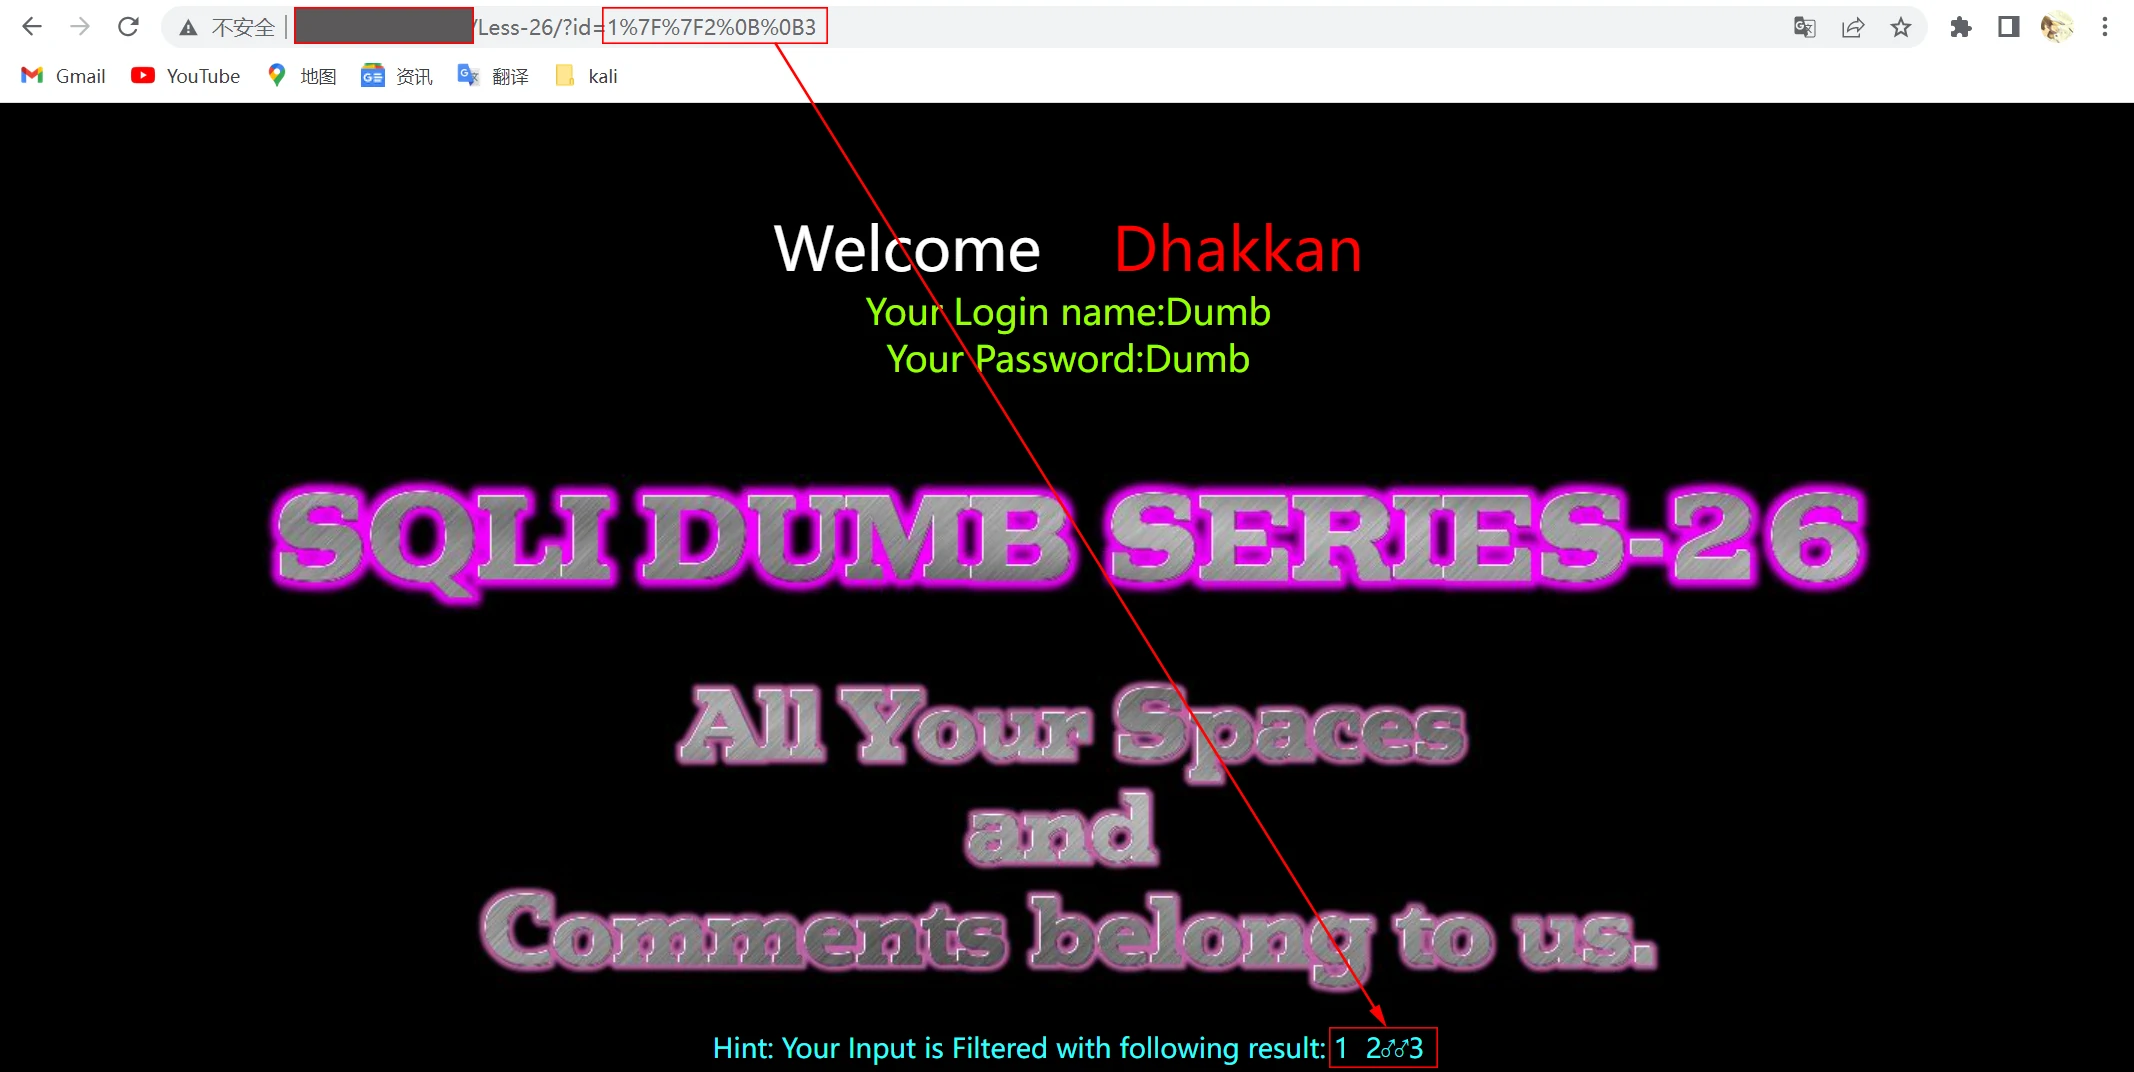 不安全 /Less-26/?id=1%7F%7F2%0B%0B3
Gmail YouTube 地图 资讯 翻译 kali
Welcome Dhakkan
Your Login name:Dumb
Your Password:Dumb
SQLI DUMB SERIES-26
All Your Spaces
and
Comments belong to us.
Hint: Your Input is Filtered with following result: 1 2♂♂3